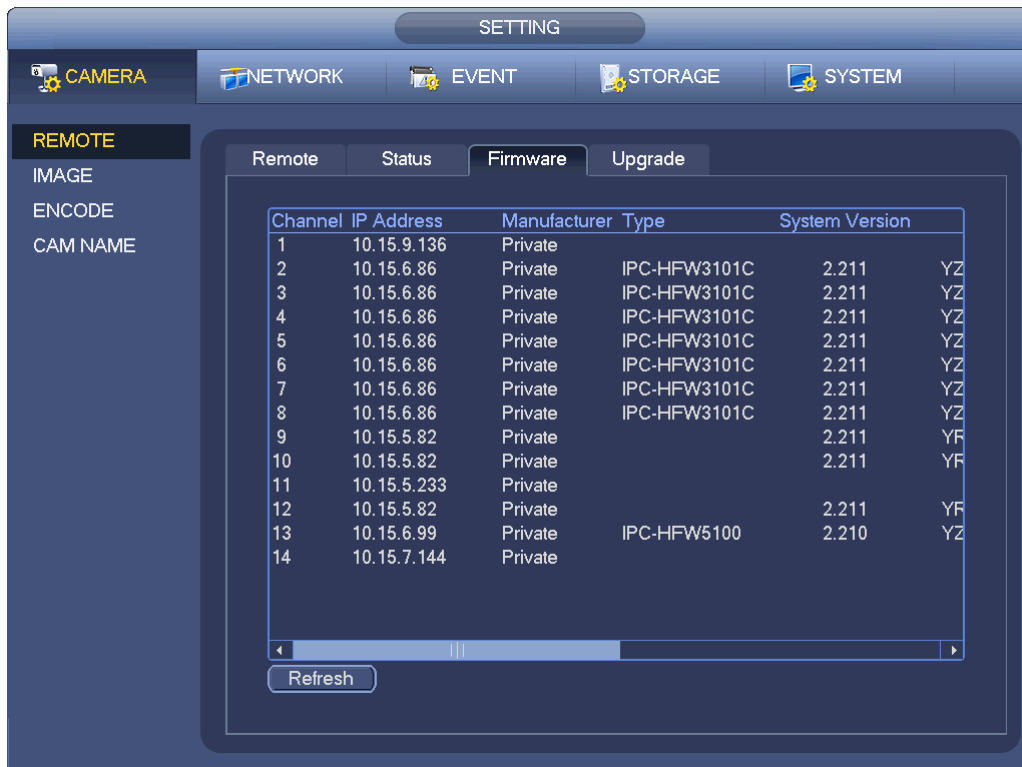 SETTING
CAMERA NETWORK EVENT STORAGE SYSTEM
REMOTE
IMAGE
ENCODE
CAM NAME
Remote Status Firmware Upgrade
Channel IP Address Manufacturer Type System Version
1 10.15.9.136 Private
2 10.15.6.86 Private IPC-HFW3101C 2.211 YZ
3 10.15.6.86 Private IPC-HFW3101C 2.211 YZ
4 10.15.6.86 Private IPC-HFW3101C 2.211 YZ
5 10.15.6.86 Private IPC-HFW3101C 2.211 YZ
6 10.15.6.86 Private IPC-HFW3101C 2.211 YZ
7 10.15.6.86 Private IPC-HFW3101C 2.211 YZ
8 10.15.6.86 Private IPC-HFW3101C 2.211 YZ
9 10.15.5.82 Private 2.211 YR
10 10.15.5.82 Private 2.211 YR
11 10.15.5.233 Private
12 10.15.5.82 Private 2.211 YR
13 10.15.6.99 Private IPC-HFW5100 2.210 YZ
14 10.15.7.144 Private
Refresh